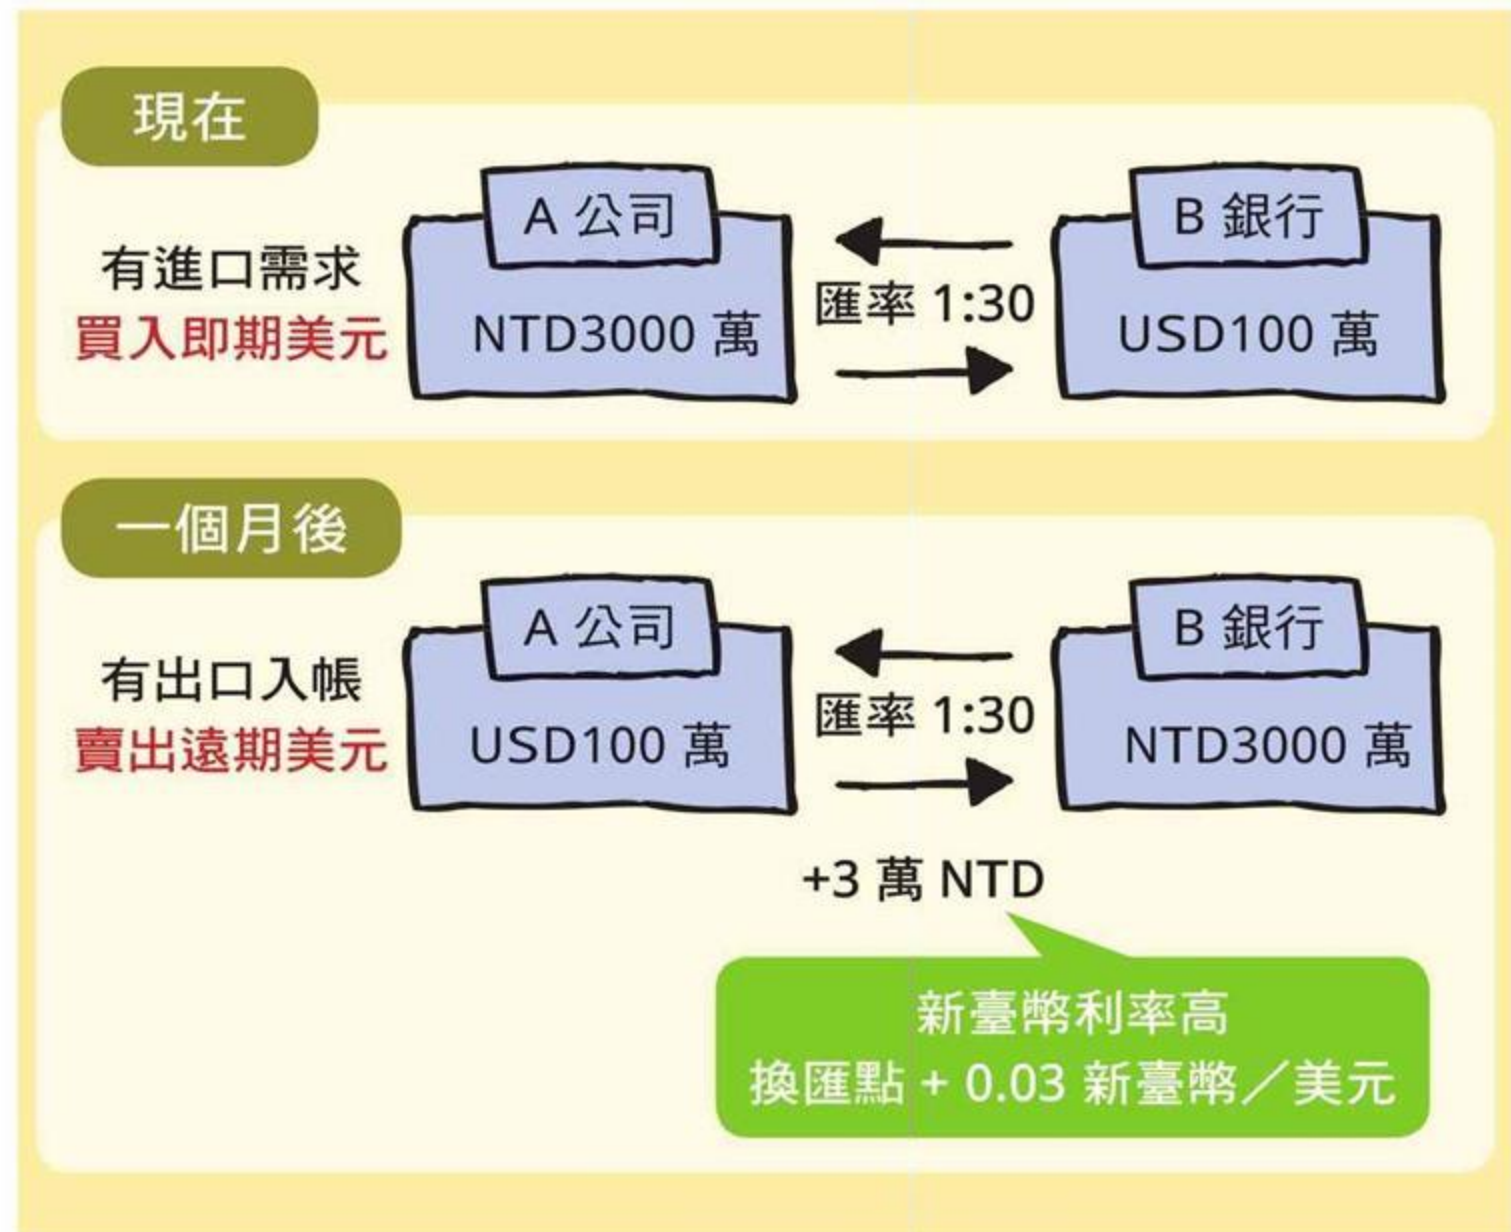 現在
有進口需求
買入即期美元
A 公司
NTD3000 萬
匯率 1:30
B 銀行
USD100 萬
一個月後
有出口入帳
賣出遠期美元
A 公司
USD100 萬
匯率 1:30
B 銀行
NTD3000 萬
+3 萬 NTD
新臺幣利率高
換匯點 + 0.03 新臺幣／美元